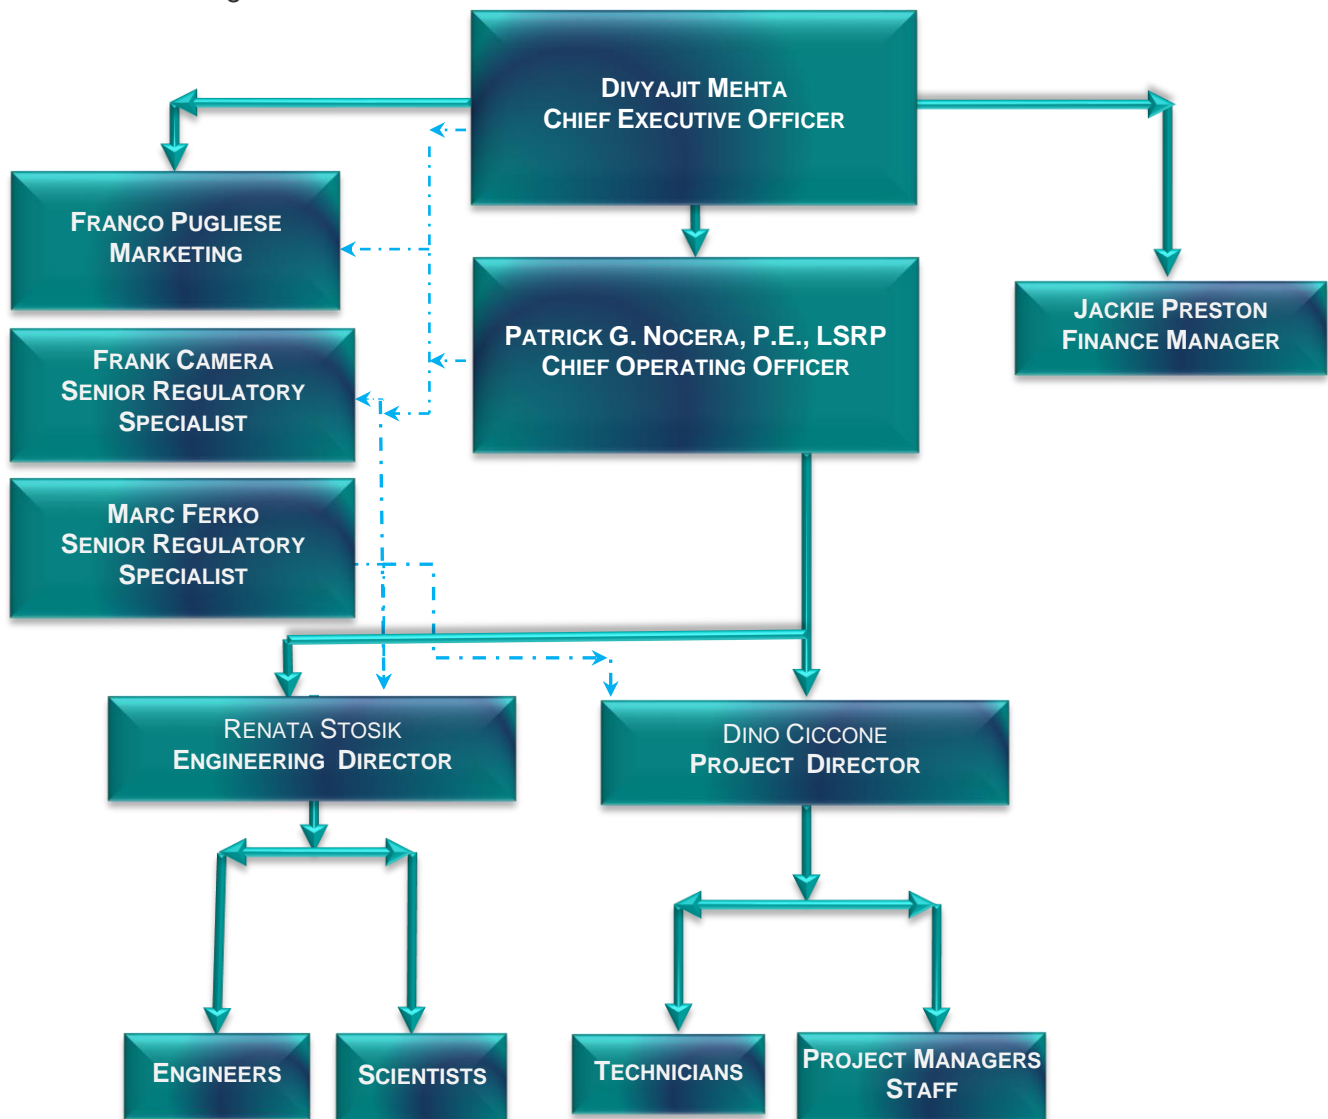 DIVYAJIT MEHTA
CHIEF EXECUTIVE OFFICER
FRANCO PUGLIESE
MARKETING
JACKIE PRESTON
FINANCE MANAGER
PATRICK G. NOCERA, P.E., LSRP
CHIEF OPERATING OFFICER
FRANK CAMERA
SENIOR REGULATORY
SPECIALIST
MARC FERKO
SENIOR REGULATORY
SPECIALIST
RENATA STOSIK
ENGINEERING DIRECTOR
DINO CICCONE
PROJECT DIRECTOR
ENGINEERS
SCIENTISTS
TECHNICIANS
PROJECT MANAGERS
STAFF